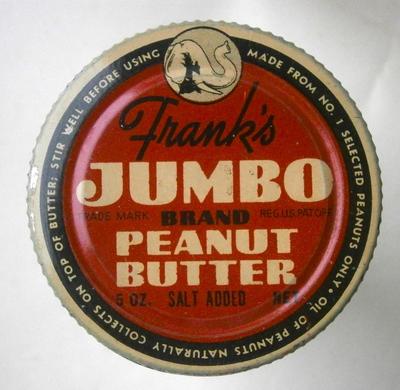 MADE FROM NO. 1 SELECTED PEANUTS ONLY • OIL OF PEANUTS NATURALLY COLLECTS ON TOP OF BUTTER; STIR WELL BEFORE USING
Frank's
JUMBO
TRADE MARK BRAND REG.U.S.PAT.OFF.
PEANUT
BUTTER
5 OZ. SALT ADDED NET